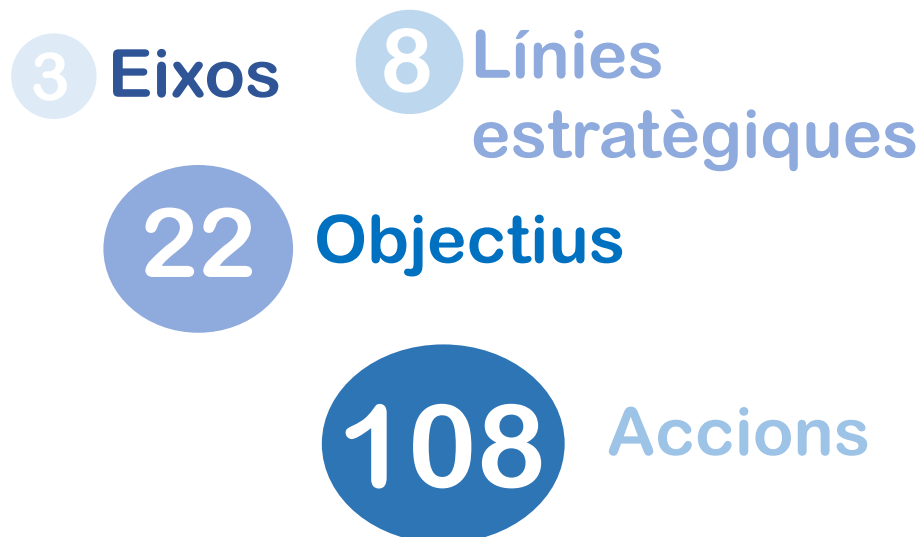 3 Eixos
8 Línies
estratègiques
22 Objectius
108 Accions